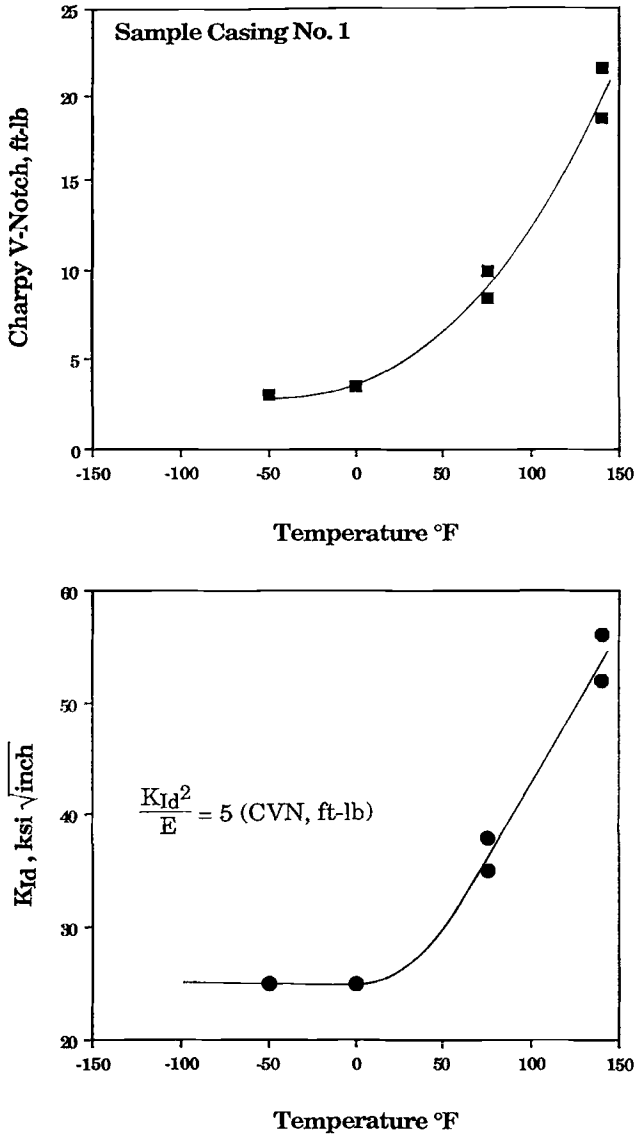 Sample Casing No. 1
Charpy V-Notch, ft-lb
25
20
15
10
5
0
-150 -100 -50 0 50 100 150
Temperature °F
K_Id, ksi √inch
60
50
40
30
20
K_Id² / E = 5 (CVN, ft-lb)
-150 -100 -50 0 50 100 150
Temperature °F